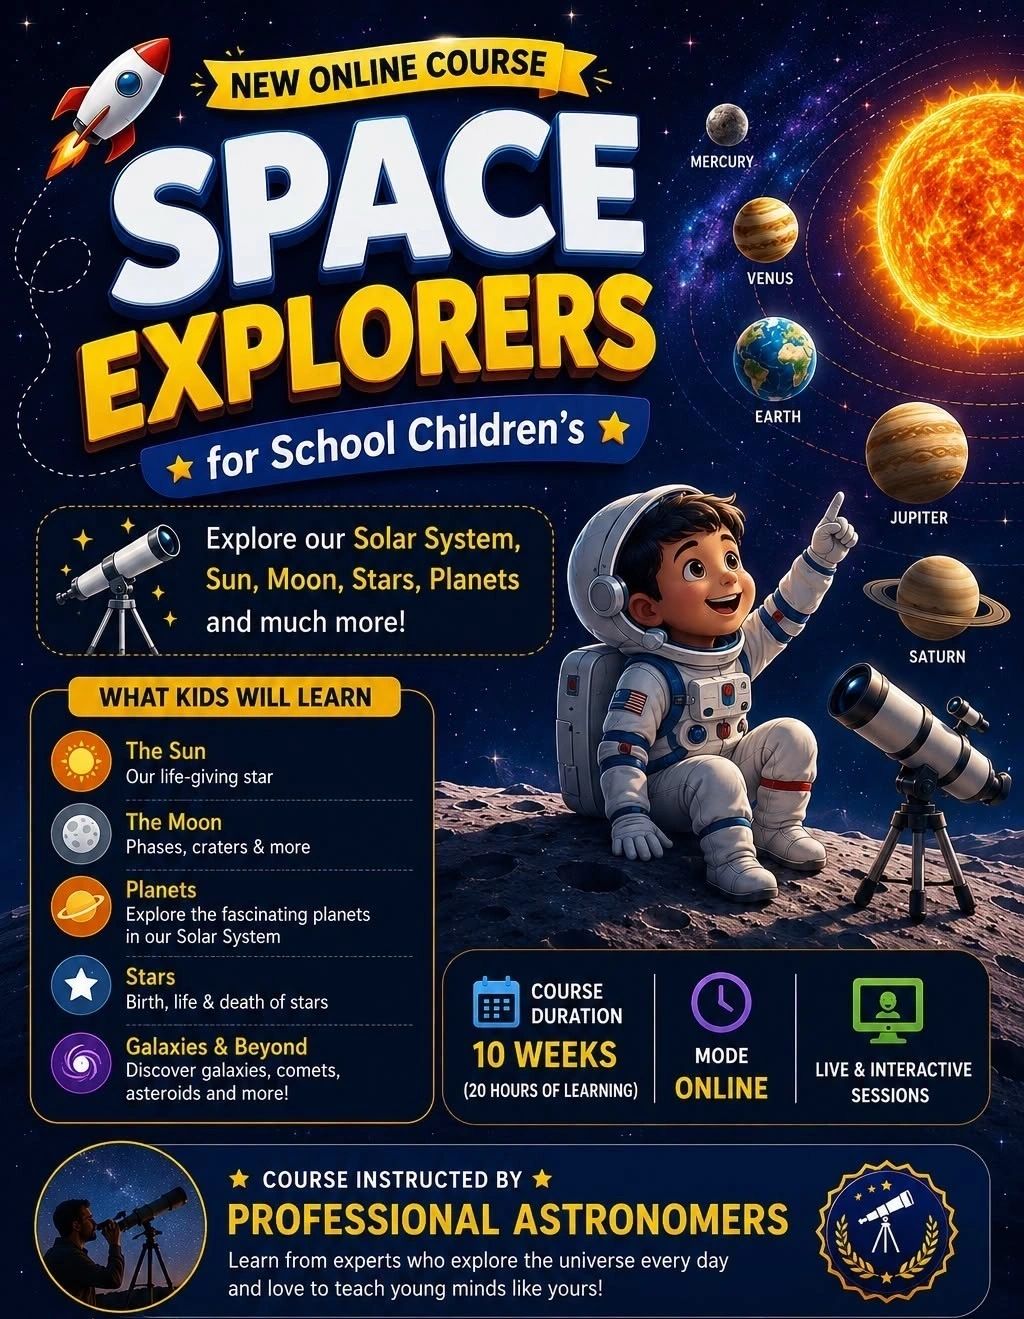 NEW ONLINE COURSE
SPACE
EXPLORERS
for School Children's
MERCURY
VENUS
EARTH
JUPITER
SATURN
Explore our Solar System,
Sun, Moon, Stars, Planets
and much more!
WHAT KIDS WILL LEARN
The Sun
Our life-giving star
The Moon
Phases, craters & more
Planets
Explore the fascinating planets
in our Solar System
Stars
Birth, life & death of stars
Galaxies & Beyond
Discover galaxies, comets,
asteroids and more!
COURSE
DURATION
10 WEEKS
(20 HOURS OF LEARNING)
MODE
ONLINE
LIVE & INTERACTIVE
SESSIONS
COURSE INSTRUCTED BY
PROFESSIONAL ASTRONOMERS
Learn from experts who explore the universe every day
and love to teach young minds like yours!